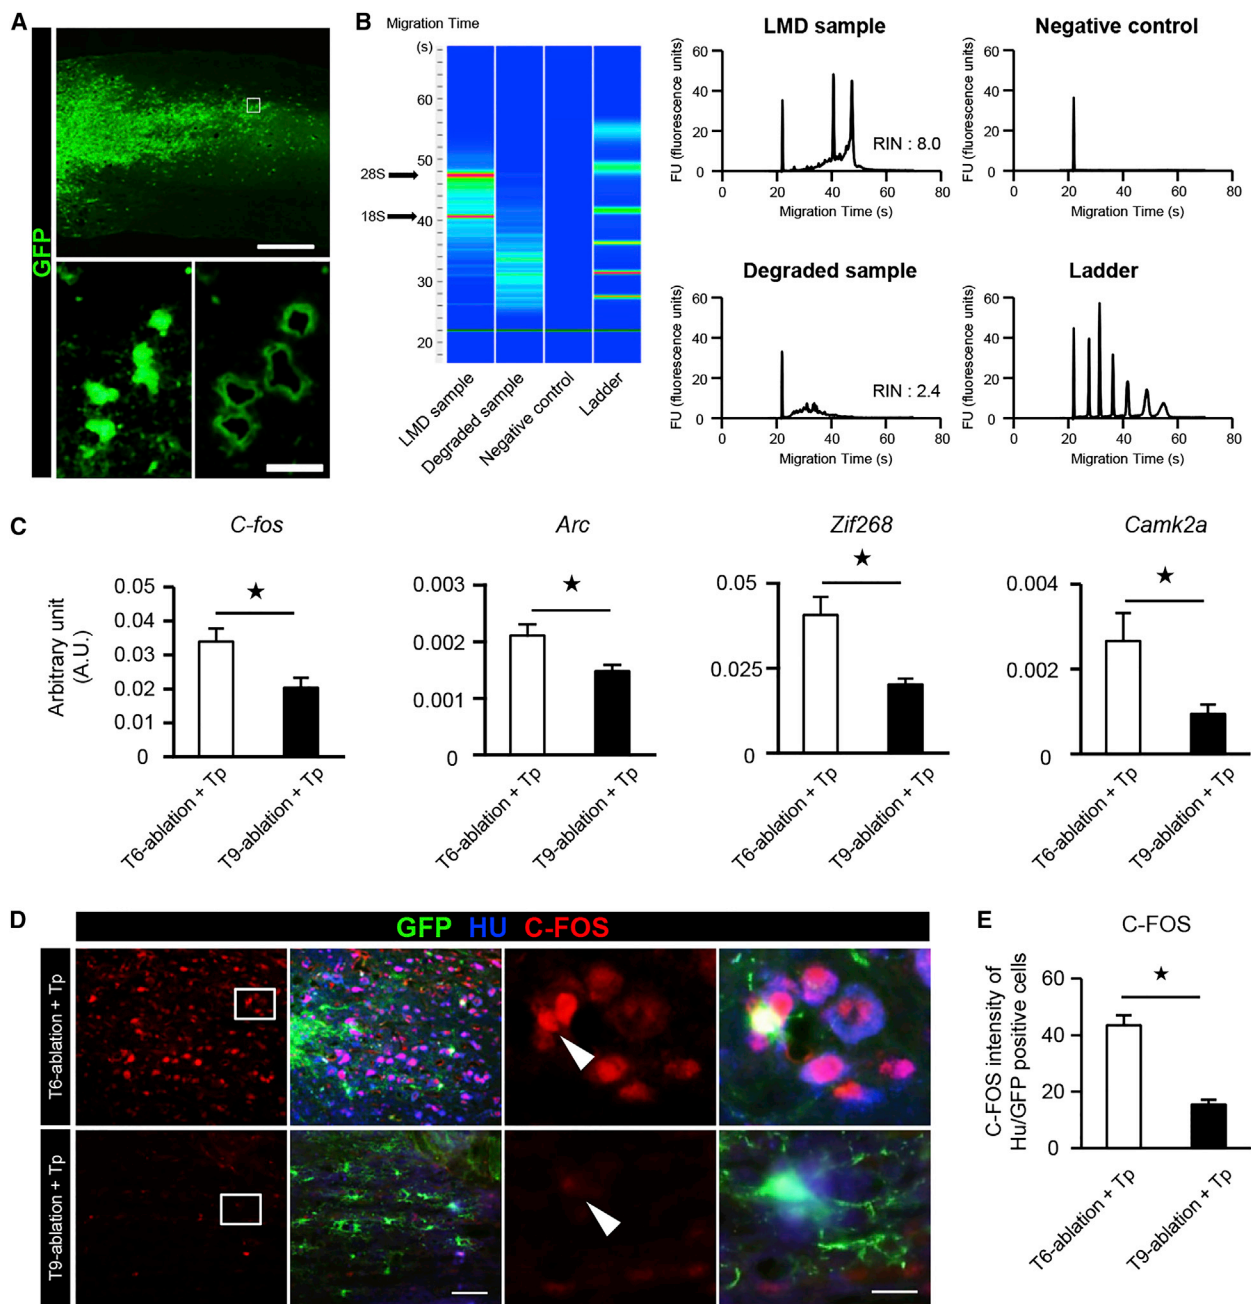 A
GFP
B
Migration Time
(s)
60
50
40
30
20
28S
18S
LMD sample
Degraded sample
Negative control
Ladder
LMD sample
FU (fluorescence units)
60
40
20
0
RIN : 8.0
0 20 40 60 80
Migration Time (s)
Negative control
FU (fluorescence units)
60
40
20
0
0 20 40 60 80
Migration Time (s)
Degraded sample
FU (fluorescence units)
60
40
20
0
RIN : 2.4
0 20 40 60 80
Migration Time (s)
Ladder
FU (fluorescence units)
60
40
20
0
0 20 40 60 80
Migration Time (s)
C
Arbitrary unit
(A.U.)
C-fos
0.05
0.04
0.03
0.02
0.01
0
T6-ablation + Tp
T9-ablation + Tp
Arc
0.003
0.002
0.001
0
T6-ablation + Tp
T9-ablation + Tp
Zif268
0.05
0.025
0
T6-ablation + Tp
T9-ablation + Tp
Camk2a
0.004
0.002
0
T6-ablation + Tp
T9-ablation + Tp
D
GFP HU C-FOS
T6-ablation + Tp
T9-ablation + Tp
E
C-FOS
C-FOS intensity of
Hu/GFP positive cells
60
40
20
0
T6-ablation + Tp
T9-ablation + Tp